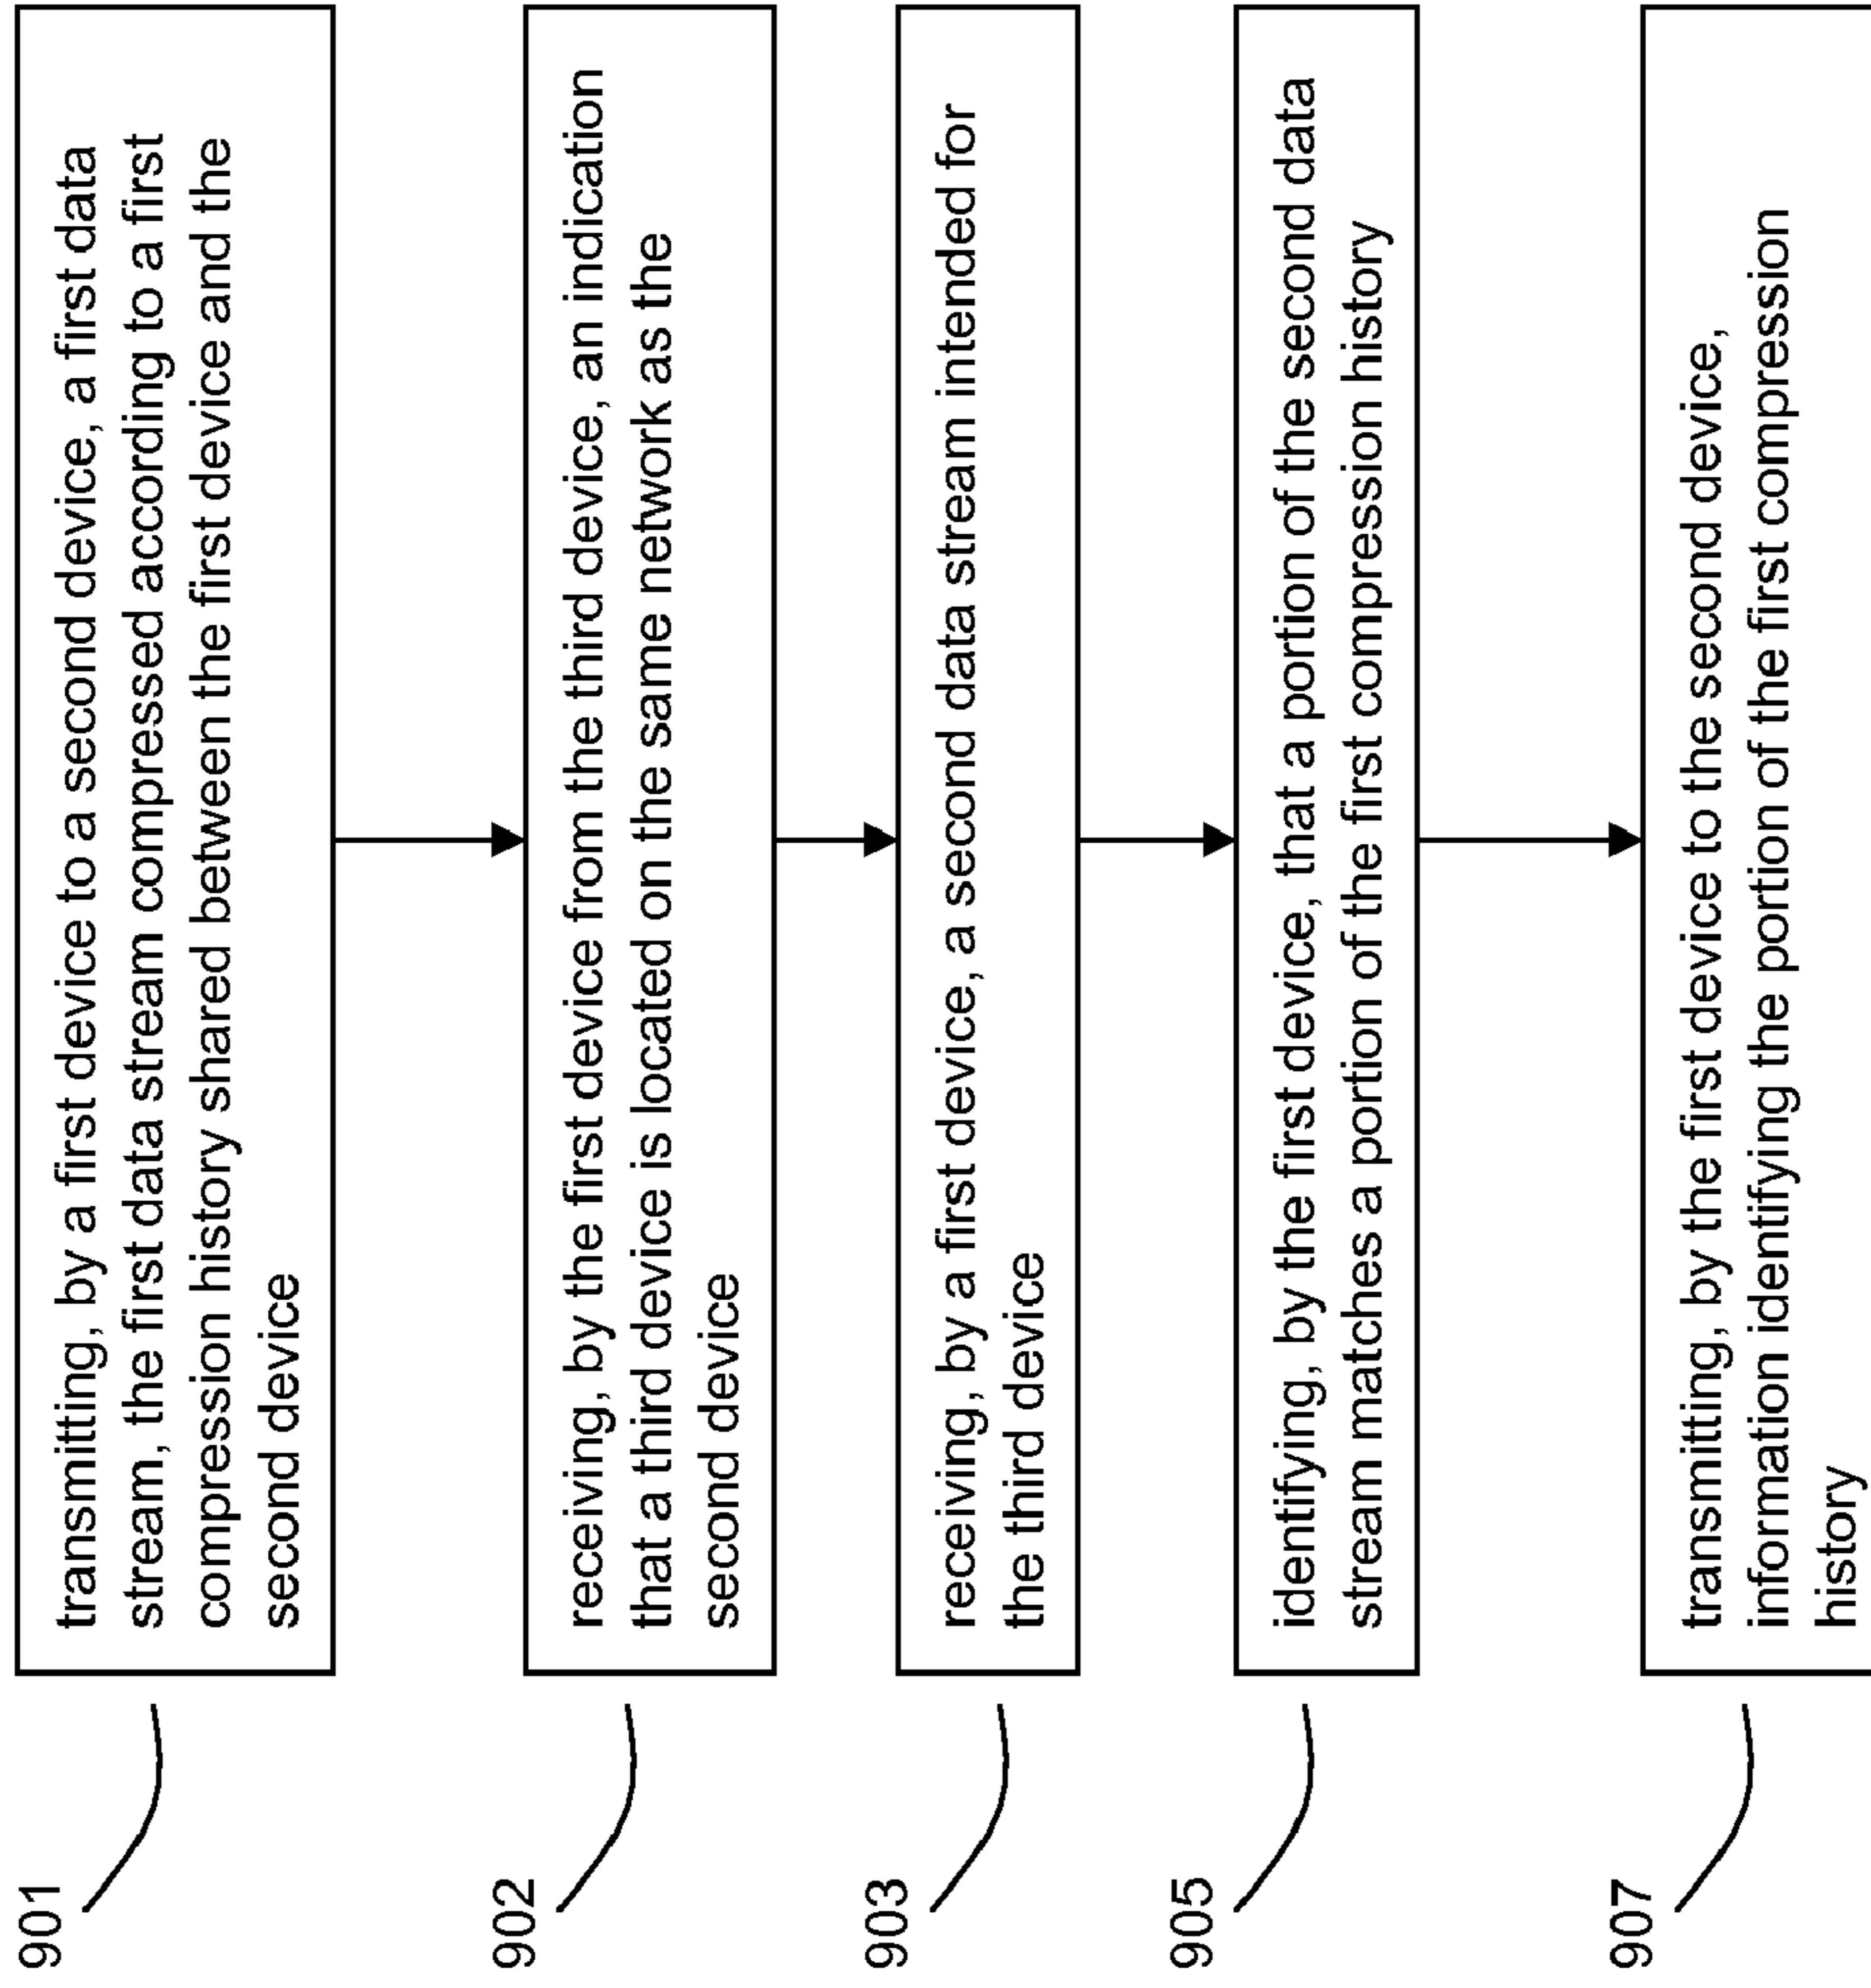 901
transmitting, by a first device to a second device, a first data
stream, the first data stream compressed according to a first
compression history shared between the first device and the
second device
902
receiving, by the first device from the third device, an indication
that a third device is located on the same network as the
second device
903
receiving, by a first device, a second data stream intended for
the third device
905
identifying, by the first device, that a portion of the second data
stream matches a portion of the first compression history
907
transmitting, by the first device to the second device,
information identifying the portion of the first compression
history